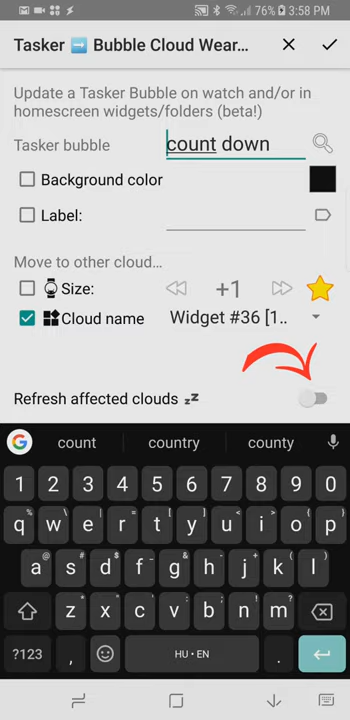 76% 3:58 PM
Tasker ➡ Bubble Cloud Wear...
Update a Tasker Bubble on watch and/or in
homescreen widgets/folders (beta!)
Tasker bubble count down
Background color
Label:
Move to other cloud...
Size: +1
Cloud name Widget #36 [1..
Refresh affected clouds zz
G count country county
1 2 3 4 5 6 7 8 9 0
q w e r t y u i o p
a s d f g h j k l
z x c v b n m
?123 , HU • EN .